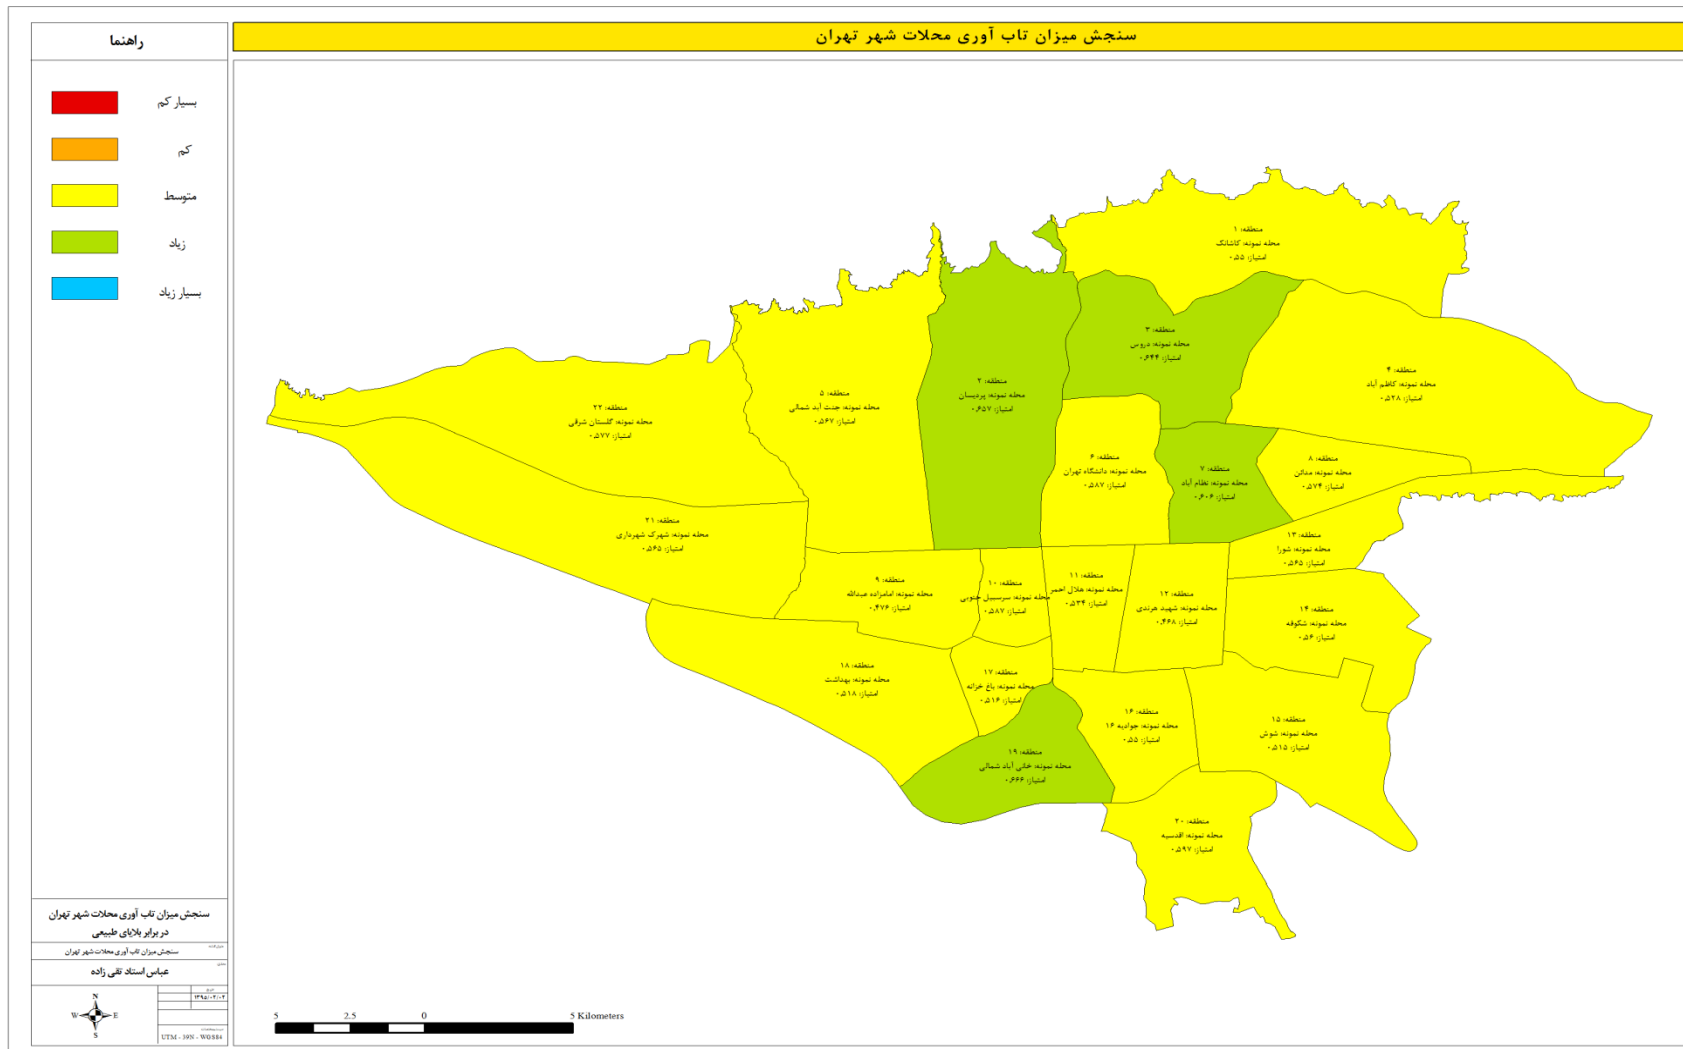 سنجش میزان تاب آوری محلات شهر تهران
راهنما
بسیار کم
کم
متوسط
زیاد
بسیار زیاد
منطقه: ۱
محله نمونه: کاشانک
امتیاز: ۰,۵۵
منطقه: ۲
محله نمونه: پردیسان
امتیاز: ۰,۶۵۷
منطقه: ۳
محله نمونه: دروس
امتیاز: ۰,۶۴۴
منطقه: ۴
محله نمونه: کاظم آباد
امتیاز: ۰,۵۲۸
منطقه: ۵
محله نمونه: جنت آبد شمالی
امتیاز: ۰,۵۶۷
منطقه: ۲۲
محله نمونه: گلستان شرقی
امتیاز: ۰,۵۷۷
منطقه: ۶
محله نمونه: دانشگاه تهران
امتیاز: ۰,۵۸۷
منطقه: ۷
محله نمونه: نظام آباد
امتیاز: ۰,۶۰۶
منطقه: ۸
محله نمونه: مدائن
امتیاز: ۰,۵۷۴
منطقه: ۲۱
محله نمونه: شهرک شهرداری
امتیاز: ۰,۵۶۵
منطقه: ۱۳
محله نمونه: شورا
امتیاز: ۰,۵۶۵
منطقه: ۹
محله نمونه: امامزاده عبدالله
امتیاز: ۰,۴۷۶
منطقه: ۱۰
محله نمونه: سرسبیل جنوبی
امتیاز: ۰,۵۸۷
منطقه: ۱۱
محله نمونه: هلال احمر
امتیاز: ۰,۵۳۴
منطقه: ۱۲
محله نمونه: شهید هرندی
امتیاز: ۰,۴۶۸
منطقه: ۱۴
محله نمونه: شکوفه
امتیاز: ۰,۵۶
منطقه: ۱۸
محله نمونه: بهداشت
امتیاز: ۰,۵۱۸
منطقه: ۱۷
محله نمونه: باغ خزانه
امتیاز: ۰,۵۱۶
منطقه: ۱۶
محله نمونه: جوادیه ۱۶
امتیاز: ۰,۵۵
منطقه: ۱۵
محله نمونه: شوش
امتیاز: ۰,۵۱۵
منطقه: ۱۹
محله نمونه: خانی آباد شمالی
امتیاز: ۰,۶۶۶
منطقه: ۲۰
محله نمونه: اقدسیه
امتیاز: ۰,۵۹۷
سنجش میزان تاب آوری محلات شهر تهران
در برابر بلایای طبیعی
سنجش میزان تاب آوری محلات شهر تهران
عباس استاد تقی زاده
N
W E
S
UTM - 39N - WGS84
5 2.5 0 5 Kilometers